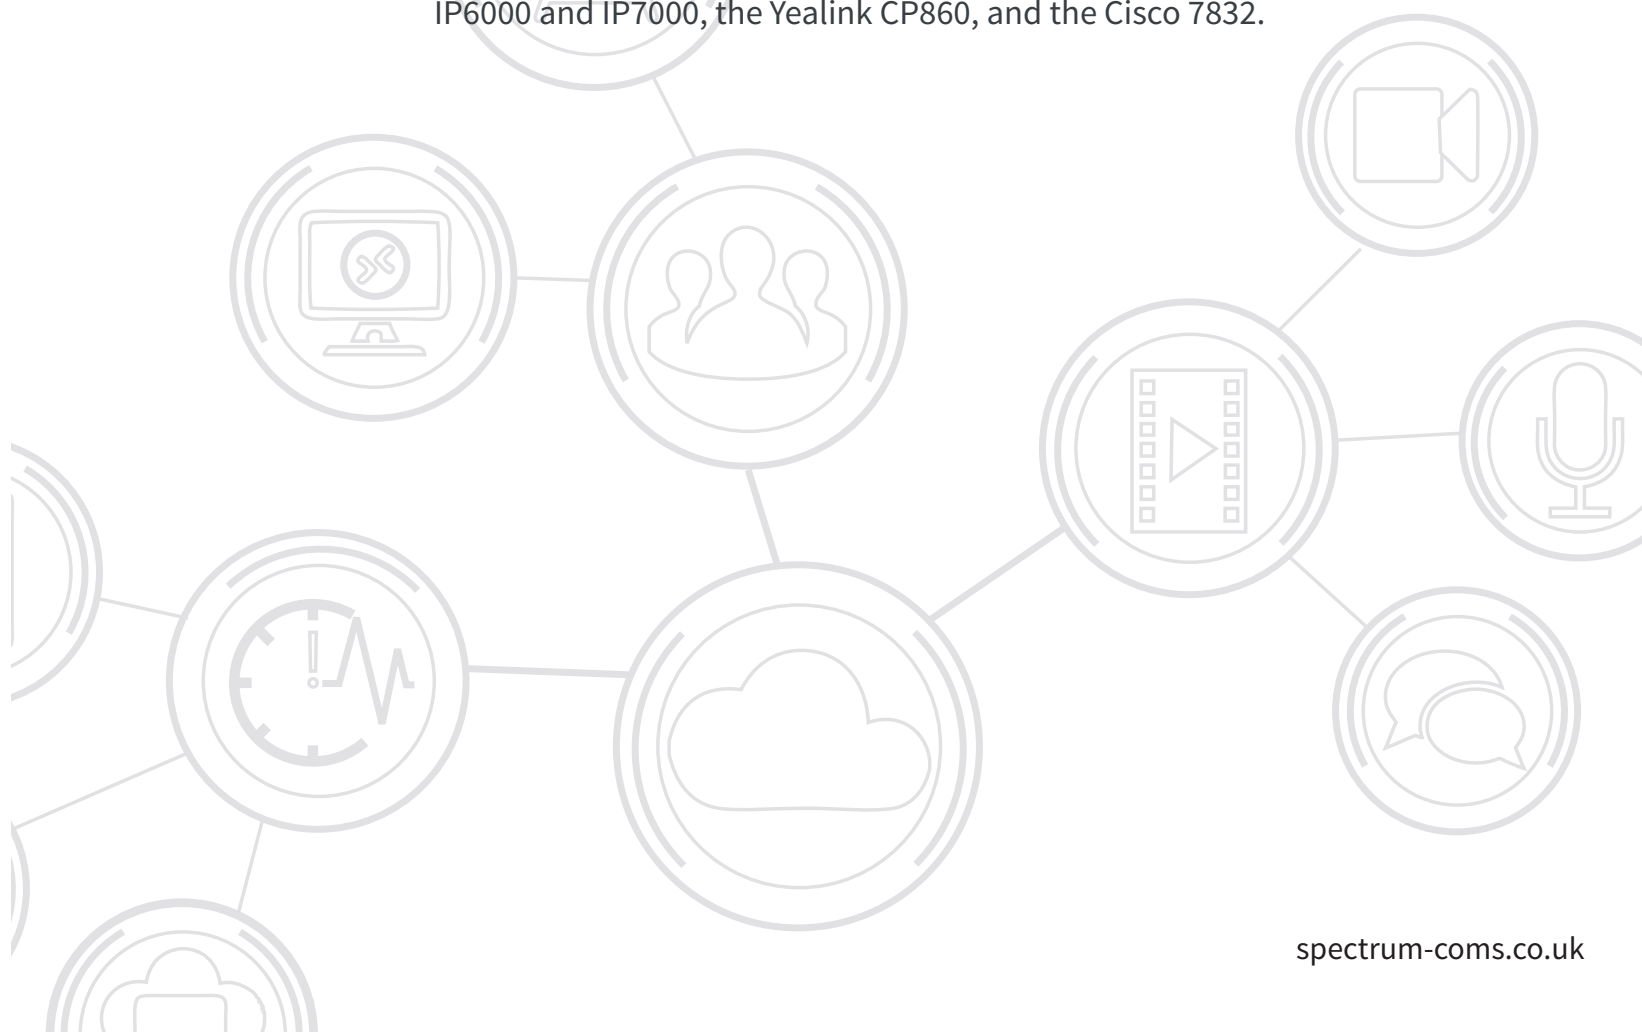 IP6000 and IP7000, the Yealink CP860, and the Cisco 7832.
spectrum-coms.co.uk